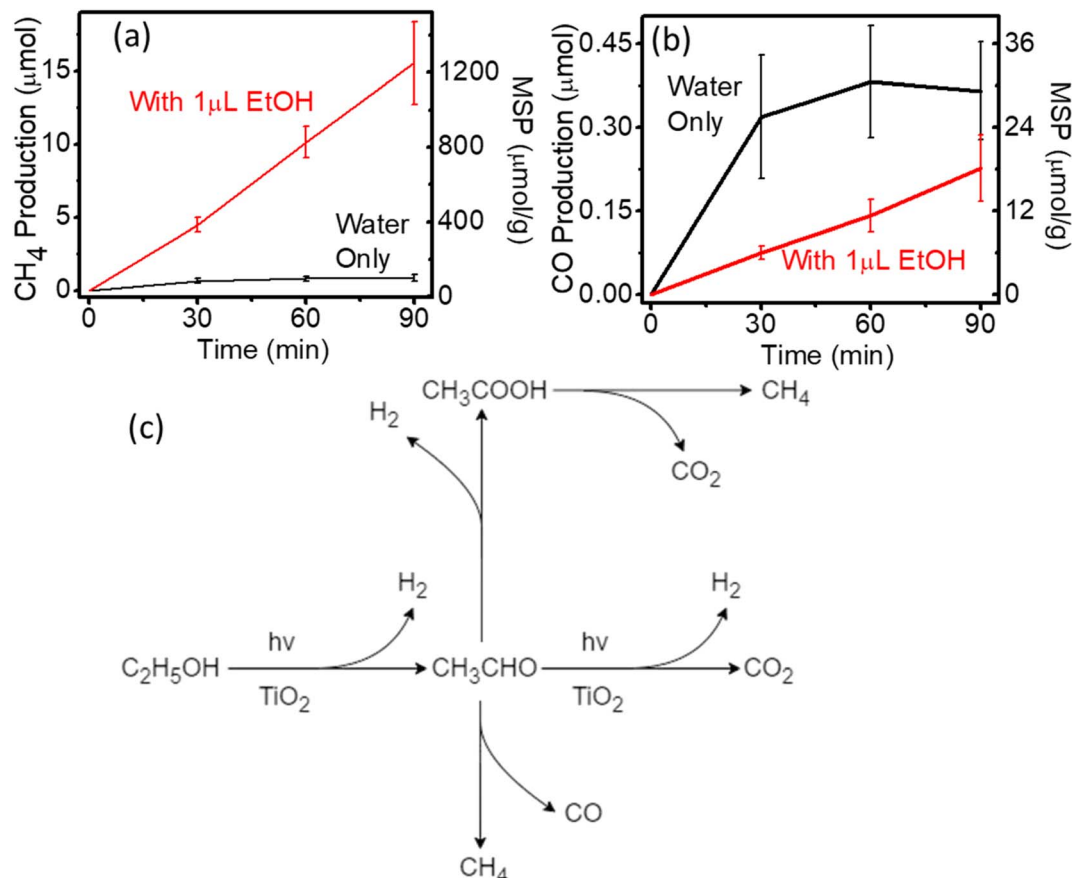 (a)
CH₄ Production (μmol)
15
10
5
0
With 1μL EtOH
Water
Only
1200
800
400
0
MSP (μmol/g)
0 30 60 90
Time (min)
(b)
CO Production (μmol)
0.45
0.30
0.15
0.00
Water
Only
With 1μL EtOH
36
24
12
0
MSP (μmol/g)
0 30 60 90
Time (min)
(c)
CH₃COOH
CH₄
H₂
CO₂
H₂
H₂
hν
hν
C₂H₅OH
CH₃CHO
CO₂
TiO₂
TiO₂
CO
CH₄